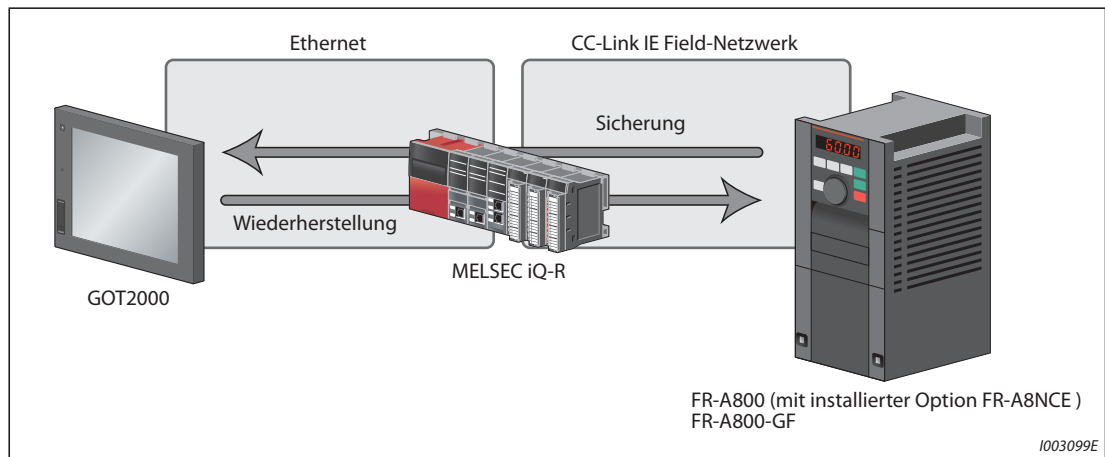 Ethernet
CC-Link IE Field-Netzwerk
Sicherung
6000
Wiederherstellung
MELSEC iQ-R
GOT2000
FR-A800 (mit installierter Option FR-A8NCE )
FR-A800-GF
I003099E